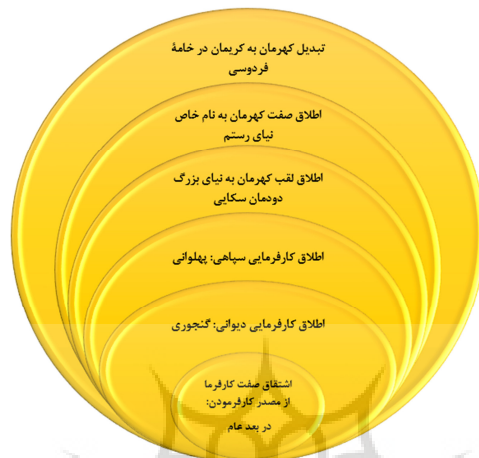 تبدیل کهرمان به کریمان در خامۀ
فردوسی
اطلاق صفت کهرمان به نام خاص
نیای رستم
اطلاق لقب کهرمان به نیای بزرگ
دودمان سکایی
اطلاق کارفرمایی سپاهی: پهلوانی
اطلاق کارفرمایی دیوانی: گنجوری
اشتقاق صفت کارفرما
از مصدر کارفرمودن:
در بعد عام